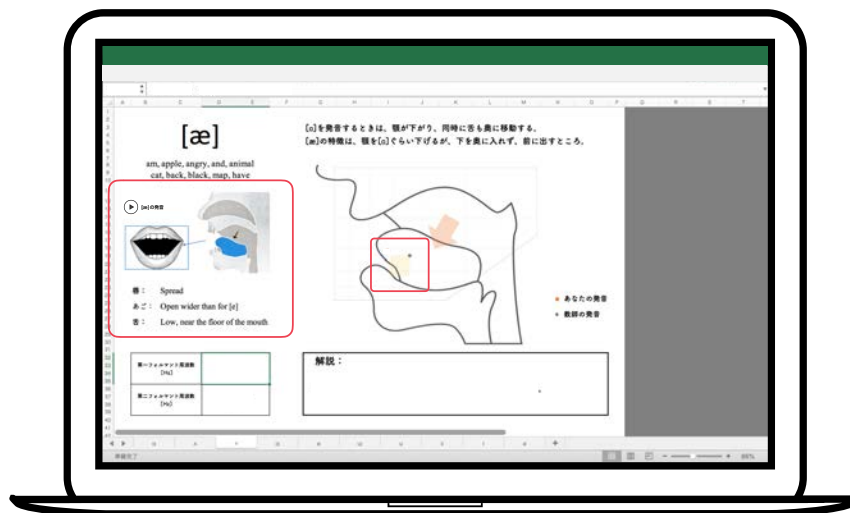 [æ]
am, apple, angry, and, animal
cat, back, black, map, have
[æ]の発音
唇： Spread
あご： Open wider than for [e]
舌： Low, near the floor of the mouth
第一フォルマント周波数
[Hz]
第二フォルマント周波数
[Hz]
[ɑ]を発音するときは、顎が下がり、同時に舌も奥に移動する。
[æ]の特徴は、顎を[ɑ]ぐらい下げるが、下を奥に入れず、前に出すところ。
あなたの発音
教師の発音
解説：
準備完了
86%